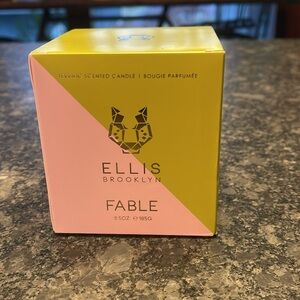 SCENTED CANDLE | BOUGIE PARFUMÉE
ELLIS
BROOKLYN
FABLE
6.5OZ. ℮ 185G